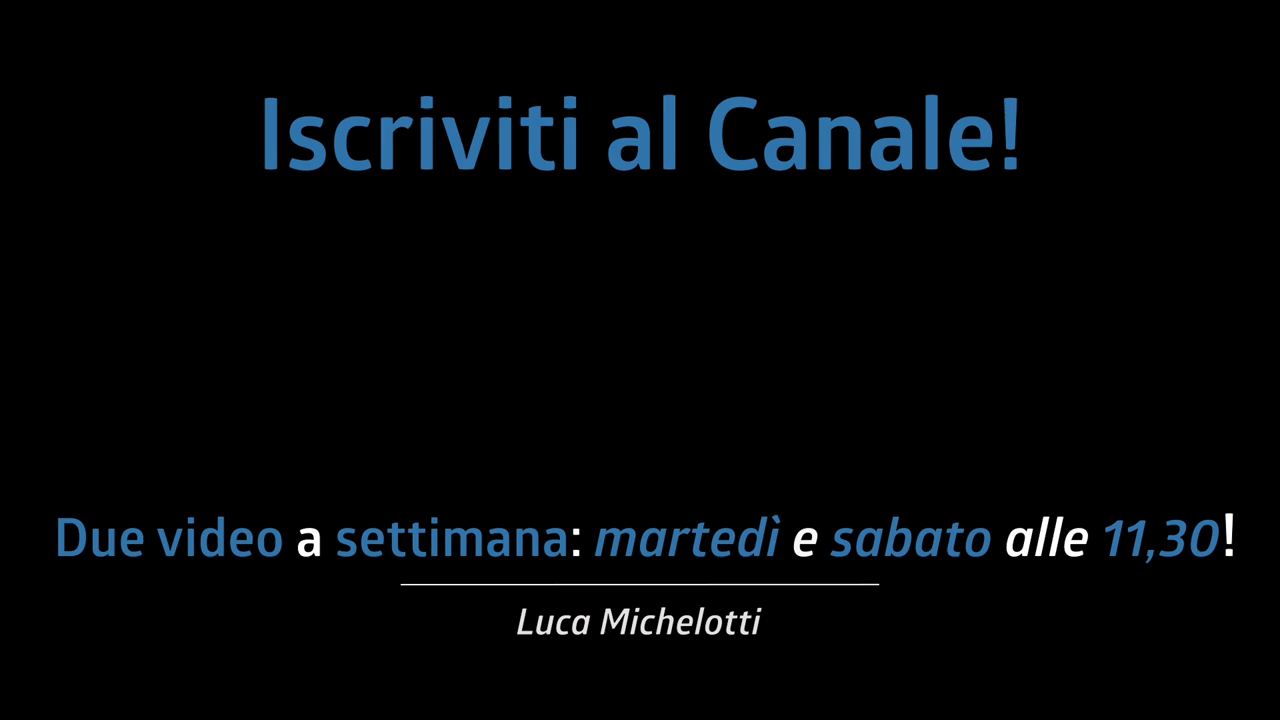 Iscriviti al Canale!
Due video a settimana: martedì e sabato alle 11,30!
Luca Michelotti